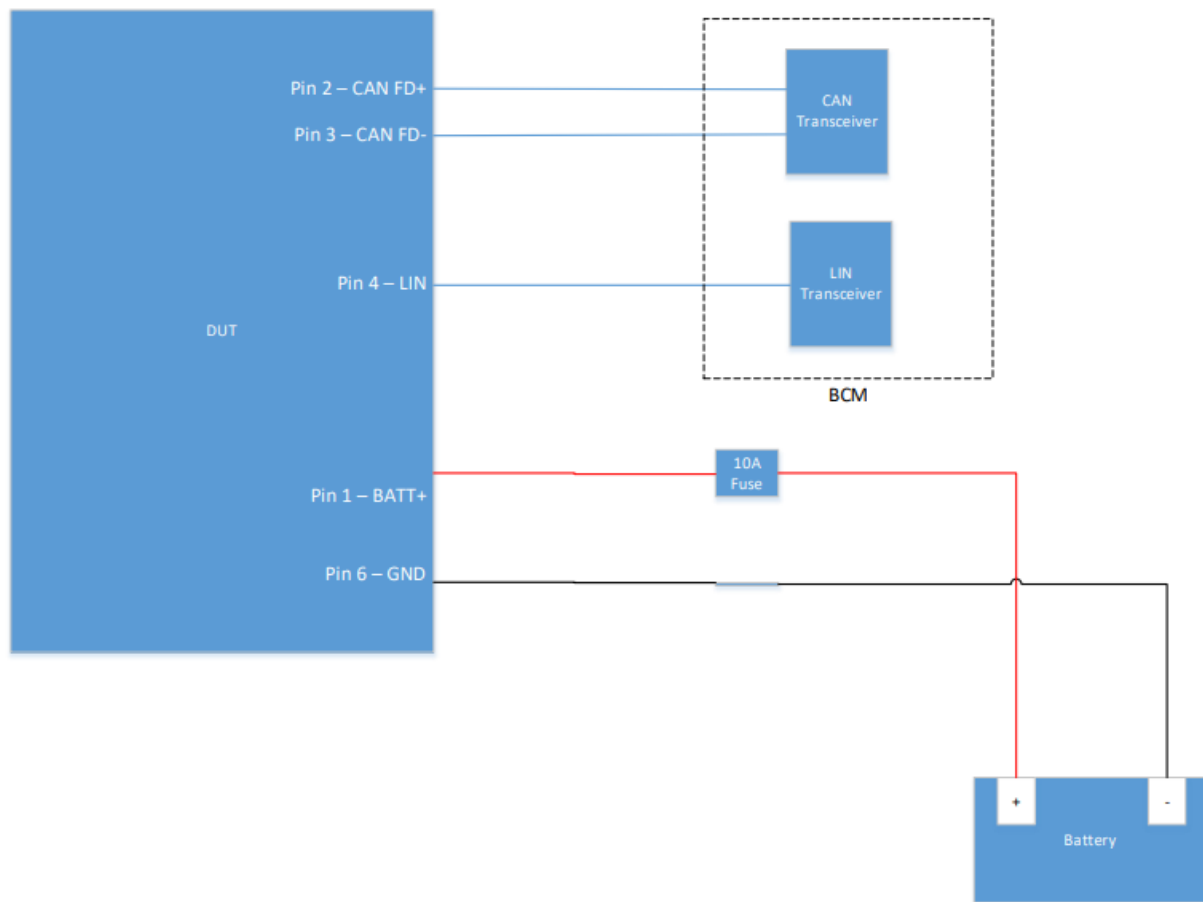 Pin 2 – CAN FD+
Pin 3 – CAN FD-
CAN
Transceiver
Pin 4 – LIN
LIN
Transceiver
DUT
BCM
Pin 1 – BATT+
10A
Fuse
Pin 6 – GND
+
-
Battery